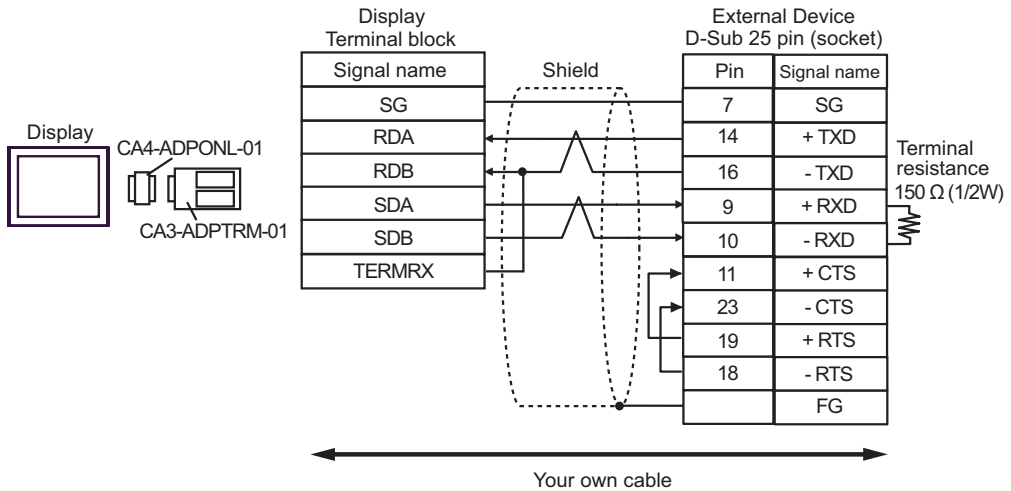 Display
Terminal block
External Device
D-Sub 25 pin (socket)
Signal name
Shield
Pin
Signal name
SG
7
SG
RDA
14
+ TXD
RDB
16
- TXD
SDA
9
+ RXD
SDB
10
- RXD
TERMRX
11
+ CTS
23
- CTS
19
+ RTS
18
- RTS
FG
Display
CA4-ADPONL-01
CA3-ADPTRM-01
Terminal
resistance
150 Ω (1/2W)
Your own cable